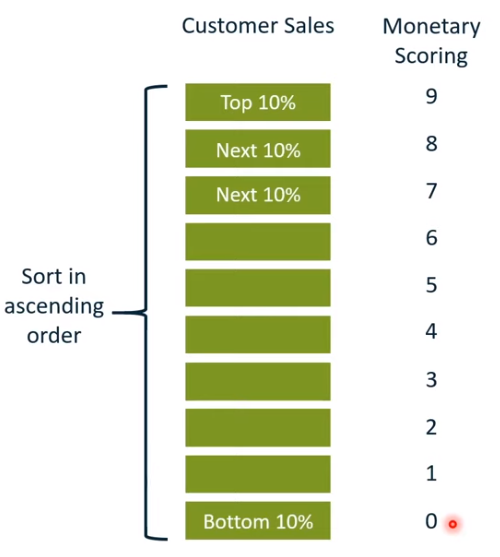 Customer Sales
Monetary
Scoring
Top 10%
9
Next 10%
8
Next 10%
7
6
5
Sort in
ascending
order
4
3
2
1
Bottom 10%
0